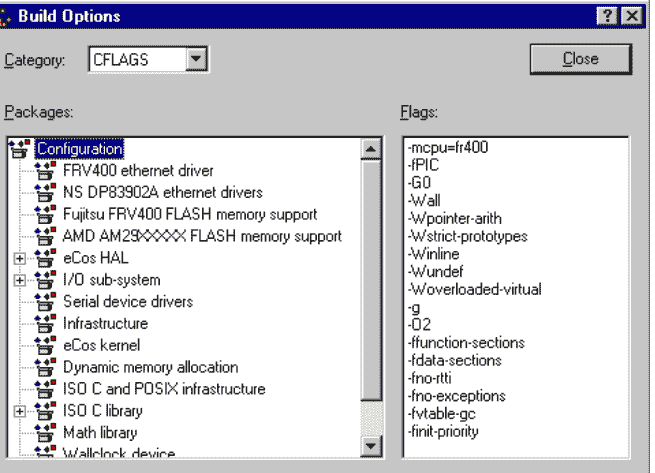 Build Options
Category: CFLAGS Close
Packages:
Flags:
Configuration
FRV400 ethernet driver
NS DP83902A ethernet drivers
Fujitsu FRV400 FLASH memory support
AMD AM29XXXXX FLASH memory support
eCos HAL
I/O sub-system
Serial device drivers
Infrastructure
eCos kernel
Dynamic memory allocation
ISO C and POSIX infrastructure
ISO C library
Math library
Wallclock device
-mcpu=fr400
-fPIC
-G0
-Wall
-Wpointer-arith
-Wstrict-prototypes
-Winline
-Wundef
-Woverloaded-virtual
-g
-O2
-ffunction-sections
-fdata-sections
-fno-rtti
-fno-exceptions
-fvtable-gc
-finit-priority